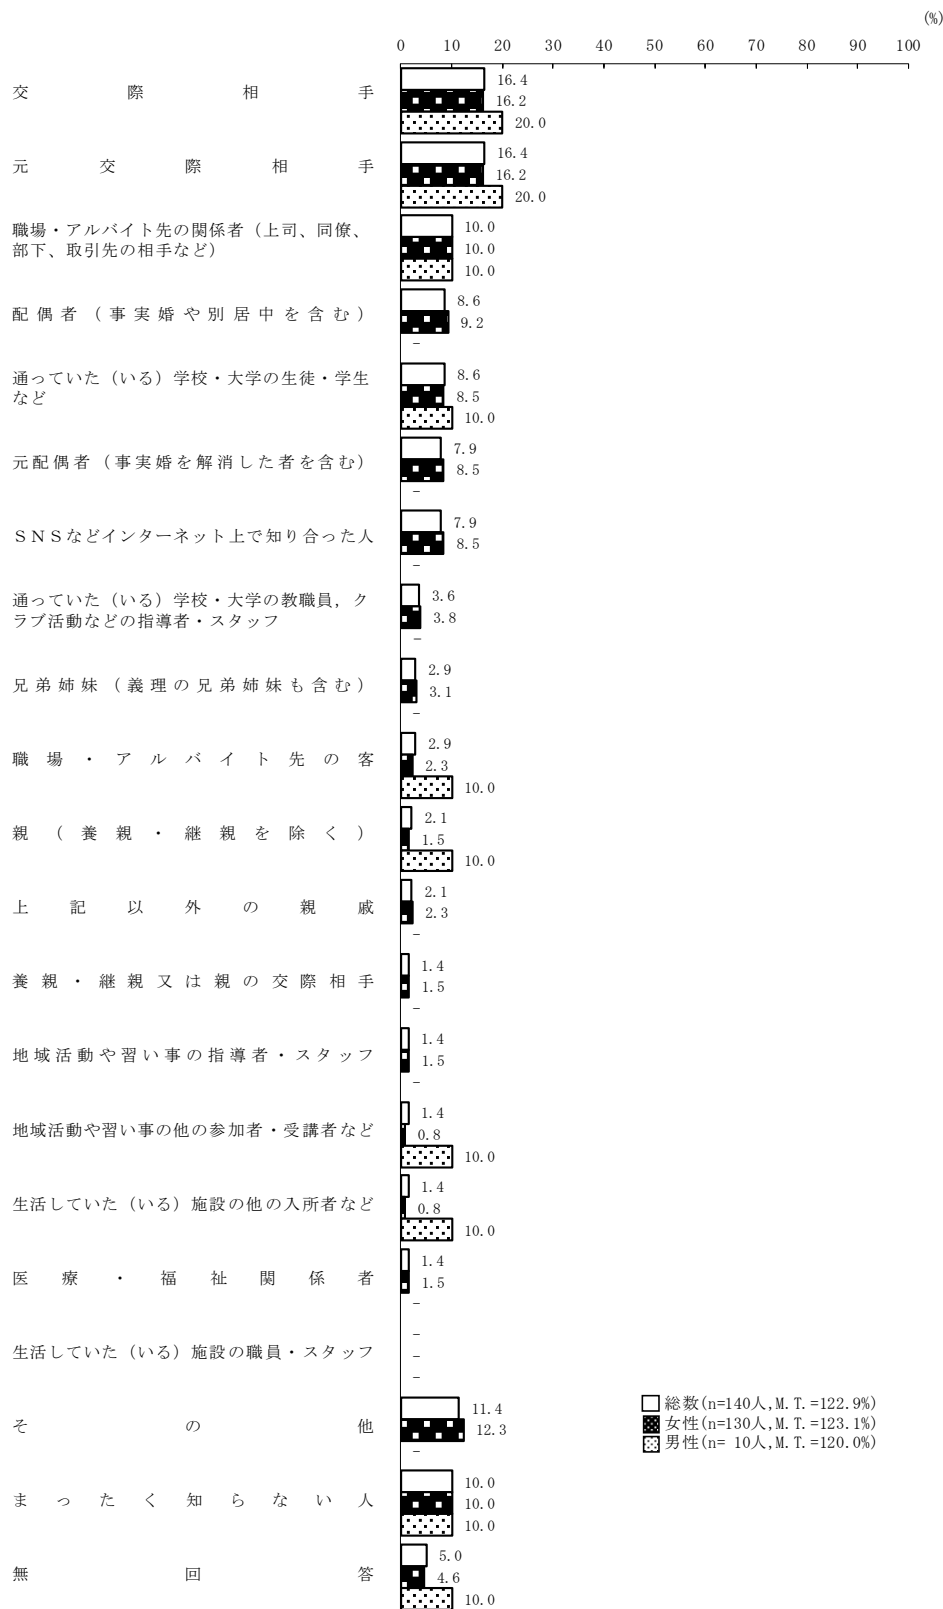 (%)
0 10 20 30 40 50 60 70 80 90 100
交際相手
16.4
16.2
20.0
元交際相手
16.4
16.2
20.0
職場・アルバイト先の関係者（上司、同僚、
部下、取引先の相手など）
10.0
10.0
10.0
配偶者（事実婚や別居中を含む）
8.6
9.2
－
通っていた（いる）学校・大学の生徒・学生
など
8.6
8.5
10.0
元配偶者（事実婚を解消した者を含む）
7.9
8.5
－
ＳＮＳなどインターネット上で知り合った人
7.9
8.5
－
通っていた（いる）学校・大学の教職員，ク
ラブ活動などの指導者・スタッフ
3.6
3.8
－
兄弟姉妹（義理の兄弟姉妹も含む）
2.9
3.1
－
職場・アルバイト先の客
2.9
2.3
10.0
親（養親・継親を除く）
2.1
1.5
10.0
上記以外の親戚
2.1
2.3
－
養親・継親又は親の交際相手
1.4
1.5
－
地域活動や習い事の指導者・スタッフ
1.4
1.5
－
地域活動や習い事の他の参加者・受講者など
1.4
0.8
10.0
生活していた（いる）施設の他の入所者など
1.4
0.8
10.0
医療・福祉関係者
1.4
1.5
－
生活していた（いる）施設の職員・スタッフ
－
－
－
その他
11.4
12.3
－
総数(n=140人,M.T.=122.9%)
女性(n=130人,M.T.=123.1%)
男性(n= 10人,M.T.=120.0%)
まったく知らない人
10.0
10.0
10.0
無回答
5.0
4.6
10.0